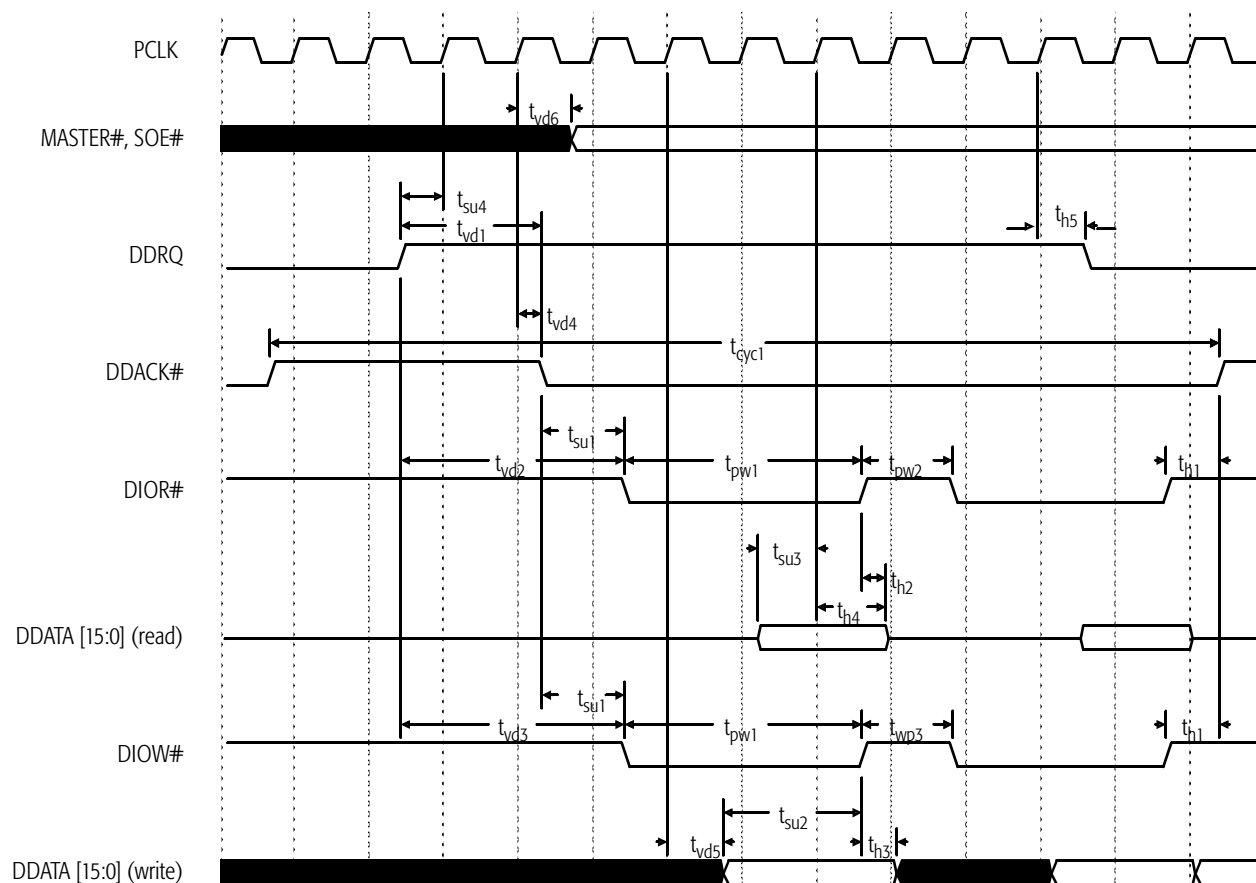 PCLK
t_vd6
MASTER#, SOE#
t_su4
t_vd1
t_h5
DDRQ
t_vd4
t_cyc1
DDACK#
t_su1
t_vd2 t_pw1 t_pw2 t_h1
DIOR#
t_su3
t_h2
t_h4
DDATA [15:0] (read)
t_su1
t_vd3 t_pw1 t_wp3 t_h1
DIOW#
t_su2
t_vd5 t_h3
DDATA [15:0] (write)